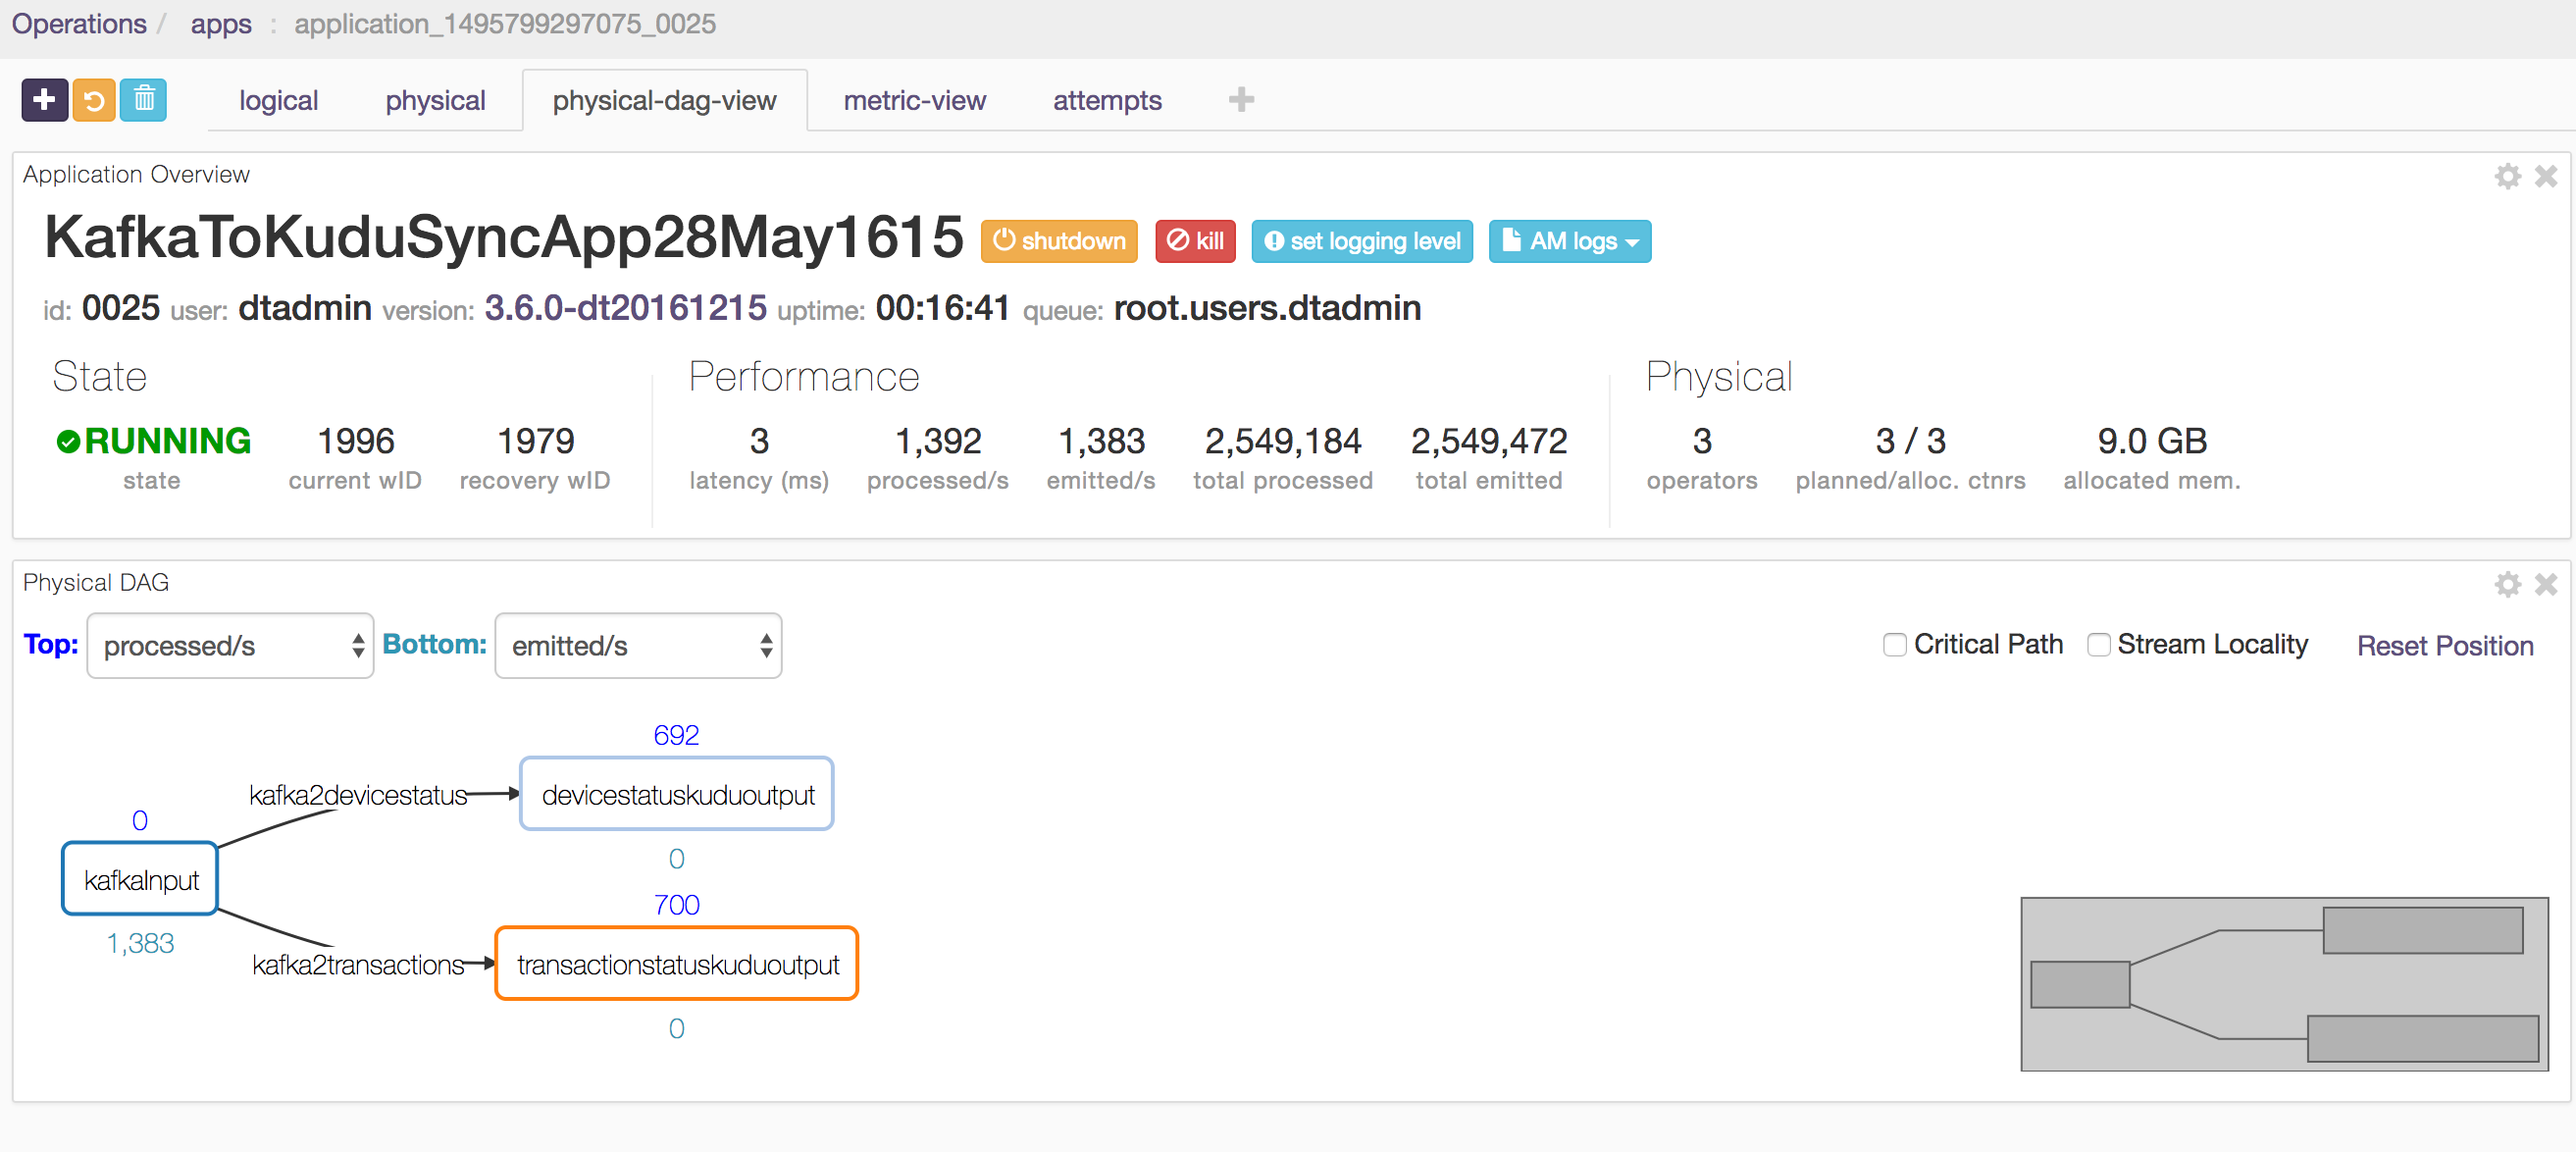 Operations / apps : application_1495799297075_0025
logical physical physical-dag-view metric-view attempts
Application Overview
KafkaToKuduSyncApp28May1615 shutdown kill set logging level AM logs
id: 0025 user: dtadmin version: 3.6.0-dt20161215 uptime: 00:16:41 queue: root.users.dtadmin
State Performance Physical
RUNNING 1996 1979 3 1,392 1,383 2,549,184 2,549,472 3 3 / 3 9.0 GB
state current wID recovery wID latency (ms) processed/s emitted/s total processed total emitted operators planned/alloc. ctnrs allocated mem.
Physical DAG
Top: processed/s Bottom: emitted/s Critical Path Stream Locality Reset Position
692
kafka2devicestatus devicestatuskuduoutput
0
0
kafkaInput
700
1,383
kafka2transactions transactionstatuskuduoutput
0